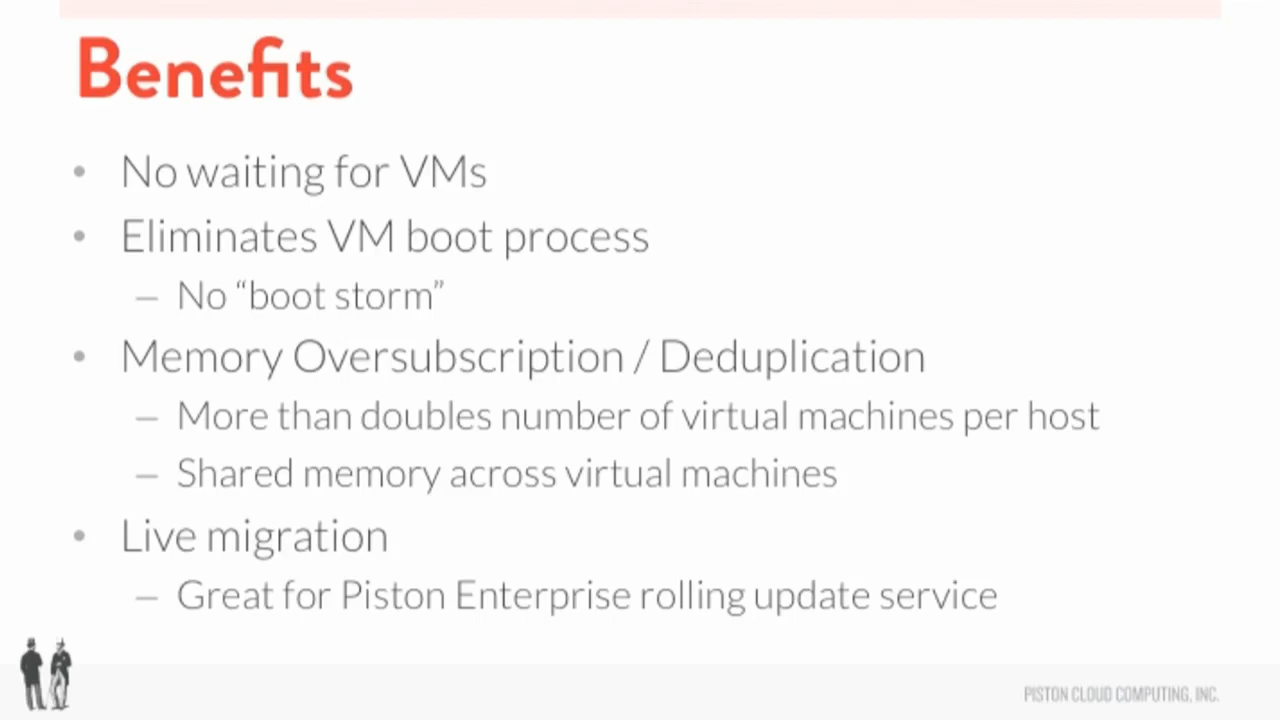 Benefits
• No waiting for VMs
• Eliminates VM boot process
– No “boot storm”
• Memory Oversubscription / Deduplication
– More than doubles number of virtual machines per host
– Shared memory across virtual machines
• Live migration
– Great for Piston Enterprise rolling update service
PISTON CLOUD COMPUTING, INC.